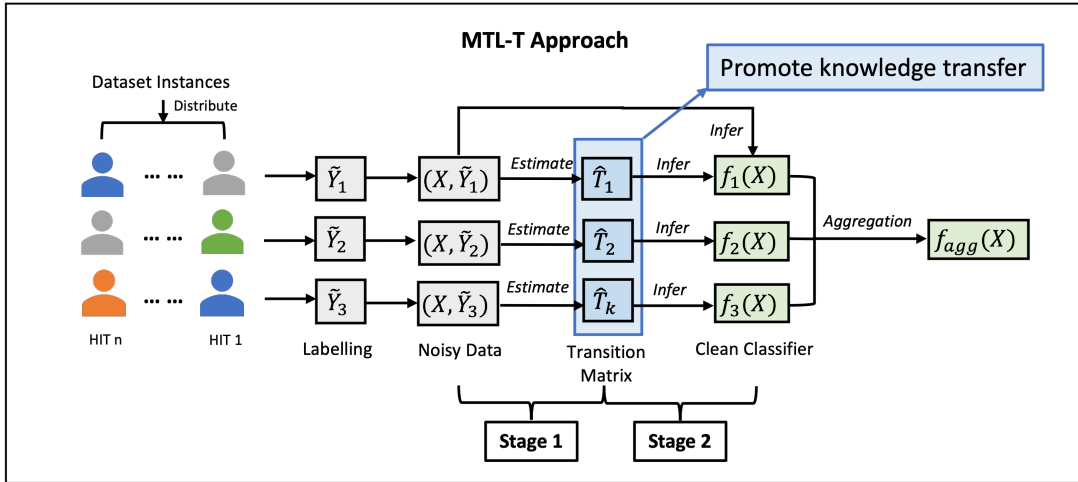 MTL-T Approach
Promote knowledge transfer
Dataset Instances
Distribute
Infer
... ...
Ỹ₁
(X, Ỹ₁)
Estimate
T̂₁
Infer
f₁(X)
... ...
Ỹ₂
(X, Ỹ₂)
Estimate
T̂₂
Infer
f₂(X)
Aggregation
f_agg(X)
... ...
Ỹ₃
(X, Ỹ₃)
Estimate
T̂ₖ
Infer
f₃(X)
HIT n
HIT 1
Labelling
Noisy Data
Transition
Matrix
Clean Classifier
Stage 1
Stage 2